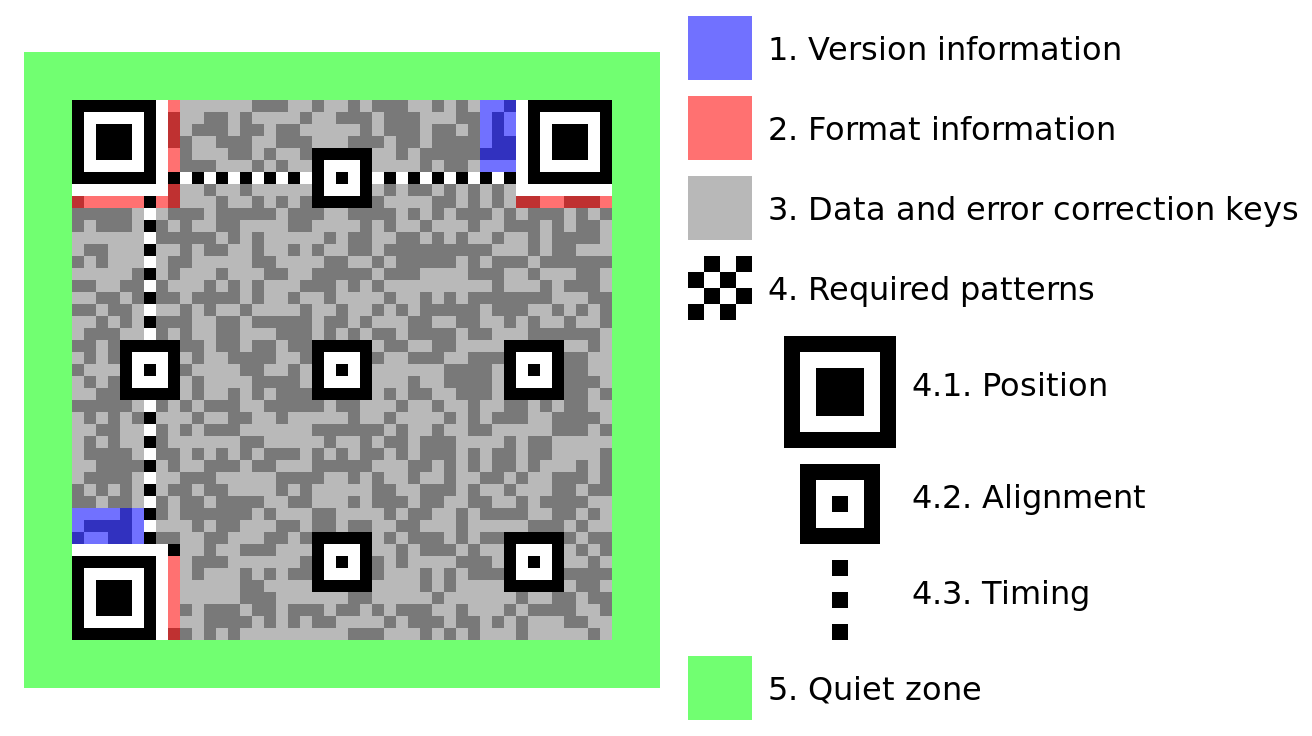 1. Version information
2. Format information
3. Data and error correction keys
4. Required patterns
4.1. Position
4.2. Alignment
4.3. Timing
5. Quiet zone